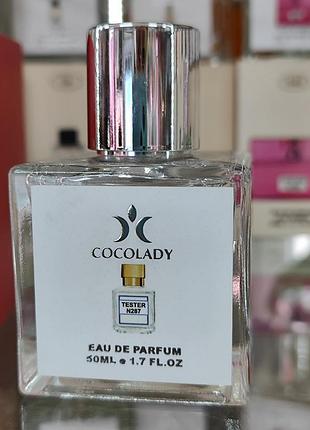 COCOLADY
TESTER
N287
EAU DE PARFUM
50ML e 1.7 FL.OZ